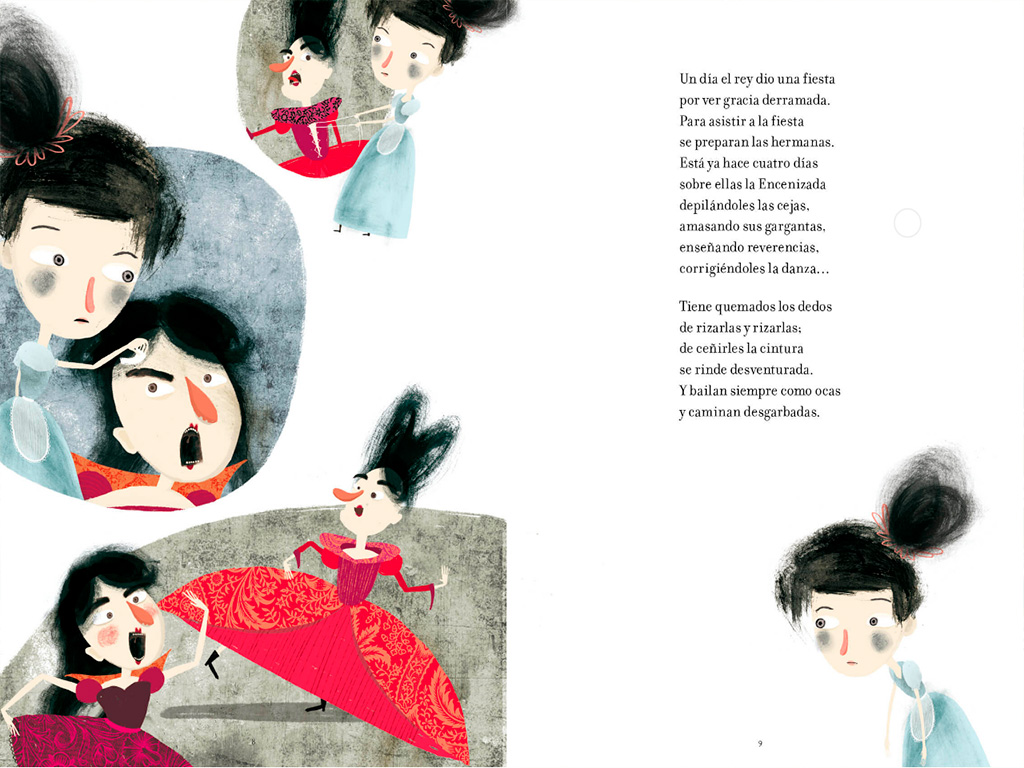 Un día el rey dio una fiesta
por ver gracia derramada.
Para asistir a la fiesta
se preparan las hermanas.
Está ya hace cuatro días
sobre ellas la Encenizada
depilándoles las cejas,
amasando sus gargantas,
enseñando reverencias,
corrigiéndoles la danza...
Tiene quemados los dedos
de rizarlas y rizarlas;
de ceñirles la cintura
se rinde desventurada.
Y bailan siempre como ocas
y caminan desgarbadas.
8
9